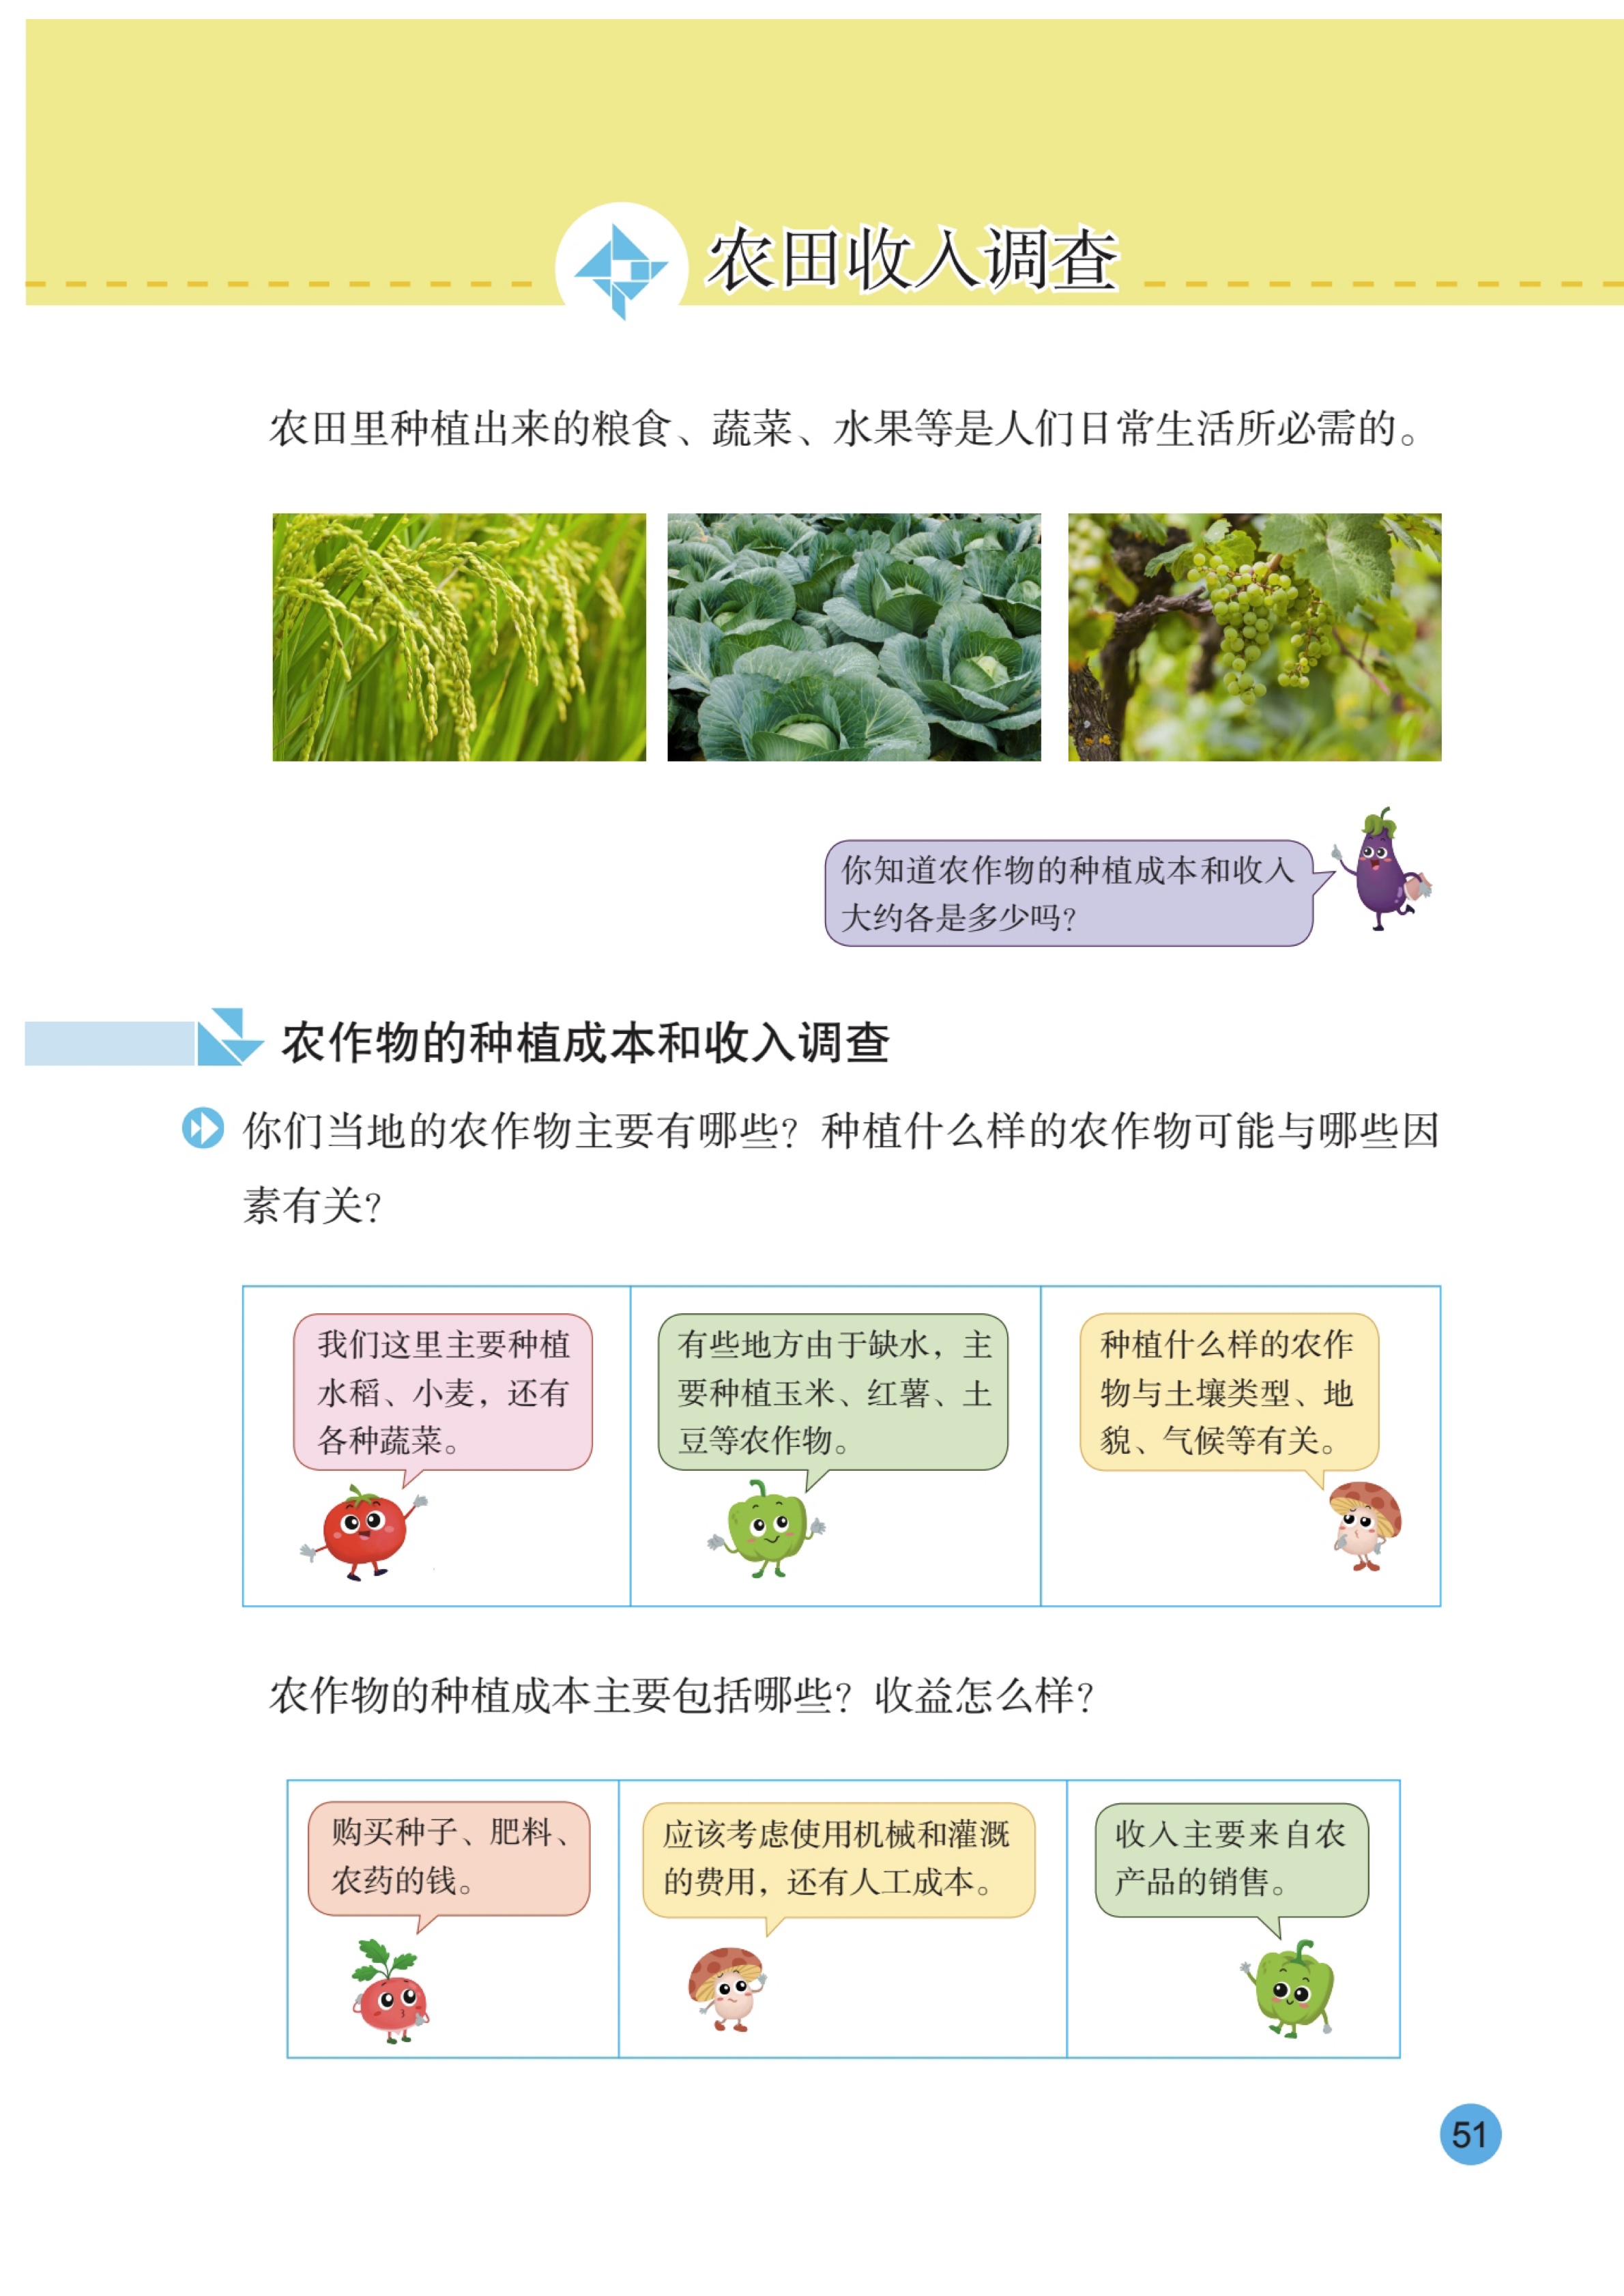 农田收入调查
农田里种植出来的粮食、蔬菜、水果等是人们日常生活所必需的。
你知道农作物的种植成本和收入
大约各是多少吗？
农作物的种植成本和收入调查
你们当地的农作物主要有哪些？种植什么样的农作物可能与哪些因
素有关？
我们这里主要种植
水稻、小麦，还有
各种蔬菜。
有些地方由于缺水，主
要种植玉米、红薯、土
豆等农作物。
种植什么样的农作
物与土壤类型、地
貌、气候等有关。
农作物的种植成本主要包括哪些？收益怎么样？
购买种子、肥料、
农药的钱。
应该考虑使用机械和灌溉
的费用，还有人工成本。
收入主要来自农
产品的销售。
51